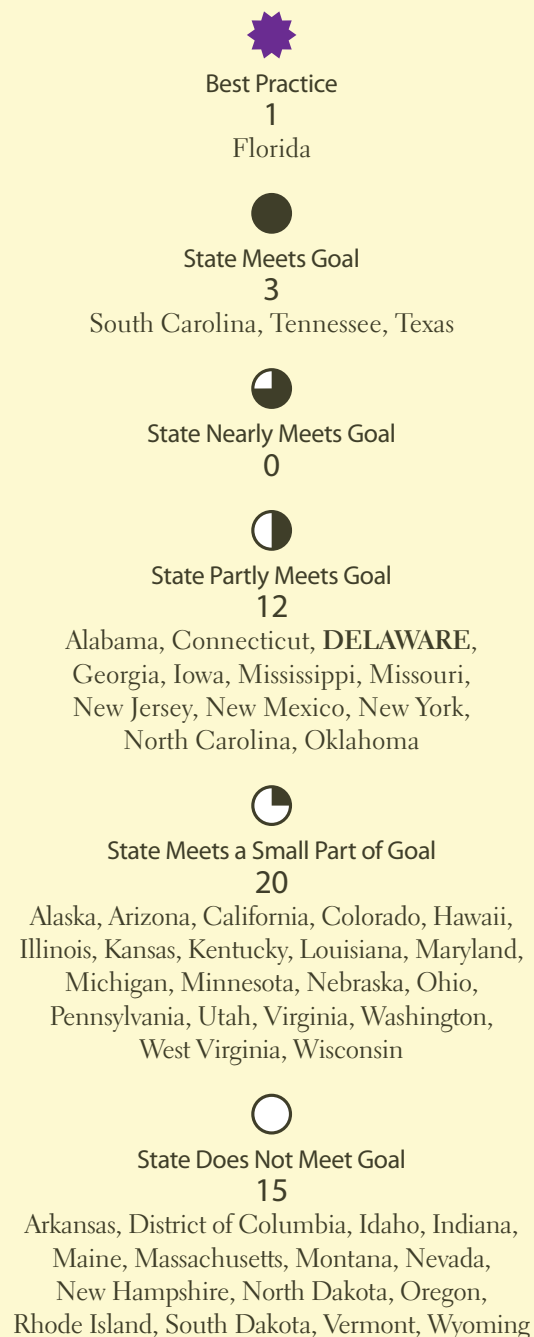 Best Practice
1
Florida
State Meets Goal
3
South Carolina, Tennessee, Texas
State Nearly Meets Goal
0
State Partly Meets Goal
12
Alabama, Connecticut, DELAWARE,
Georgia, Iowa, Mississippi, Missouri,
New Jersey, New Mexico, New York,
North Carolina, Oklahoma
State Meets a Small Part of Goal
20
Alaska, Arizona, California, Colorado, Hawaii,
Illinois, Kansas, Kentucky, Louisiana, Maryland,
Michigan, Minnesota, Nebraska, Ohio,
Pennsylvania, Utah, Virginia, Washington,
West Virginia, Wisconsin
State Does Not Meet Goal
15
Arkansas, District of Columbia, Idaho, Indiana,
Maine, Massachusetts, Montana, Nevada,
New Hampshire, North Dakota, Oregon,
Rhode Island, South Dakota, Vermont, Wyoming